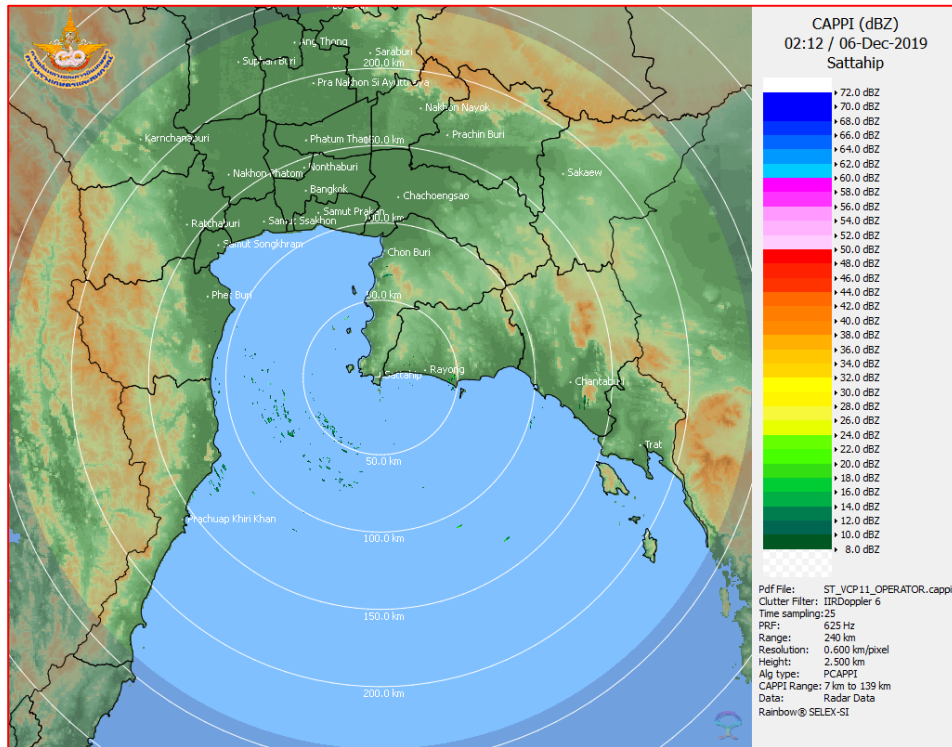 CAPPI (dBZ)
02:12 / 06-Dec-2019
Sattahip
72.0 dBZ
70.0 dBZ
68.0 dBZ
66.0 dBZ
64.0 dBZ
62.0 dBZ
60.0 dBZ
58.0 dBZ
56.0 dBZ
54.0 dBZ
52.0 dBZ
50.0 dBZ
48.0 dBZ
46.0 dBZ
44.0 dBZ
42.0 dBZ
40.0 dBZ
38.0 dBZ
36.0 dBZ
34.0 dBZ
32.0 dBZ
30.0 dBZ
28.0 dBZ
26.0 dBZ
24.0 dBZ
22.0 dBZ
20.0 dBZ
18.0 dBZ
16.0 dBZ
14.0 dBZ
12.0 dBZ
10.0 dBZ
8.0 dBZ
Pdf File: ST_VCP11_OPERATOR.cappi
Clutter Filter: IIRDoppler 6
Time sampling:25
PRF: 625 Hz
Range: 240 km
Resolution: 0.600 km/pixel
Height: 2.500 km
Alg type: PCAPPI
CAPPI Range: 7 km to 139 km
Data: Radar Data
Rainbow® SELEX-SI
Ang Thong
Saraburi
Suphan Buri
200.0 km
Pra Nakhon Si Ayutthaya
Nakhon Nayok
Karnchanaburi
Phatum Thani
Prachin Buri
Nonthaburi
Nakhon Phatom
Sakaew
Bangkok
Chachoengsao
Samut Prakan
Ratchaburi
Samut Ssakhon
Samut Songkhram
Chon Buri
50.0 km
Sattahip
Rayong
Chantaburi
Trat
50.0 km
Prachuap Khiri Khan
100.0 km
150.0 km
200.0 km